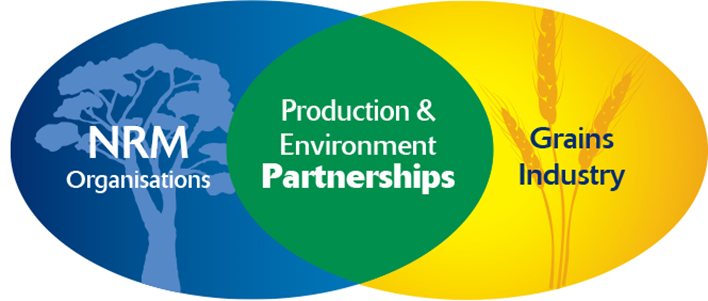 NRM
Organisations
Production &
Environment
Partnerships
Grains
Industry